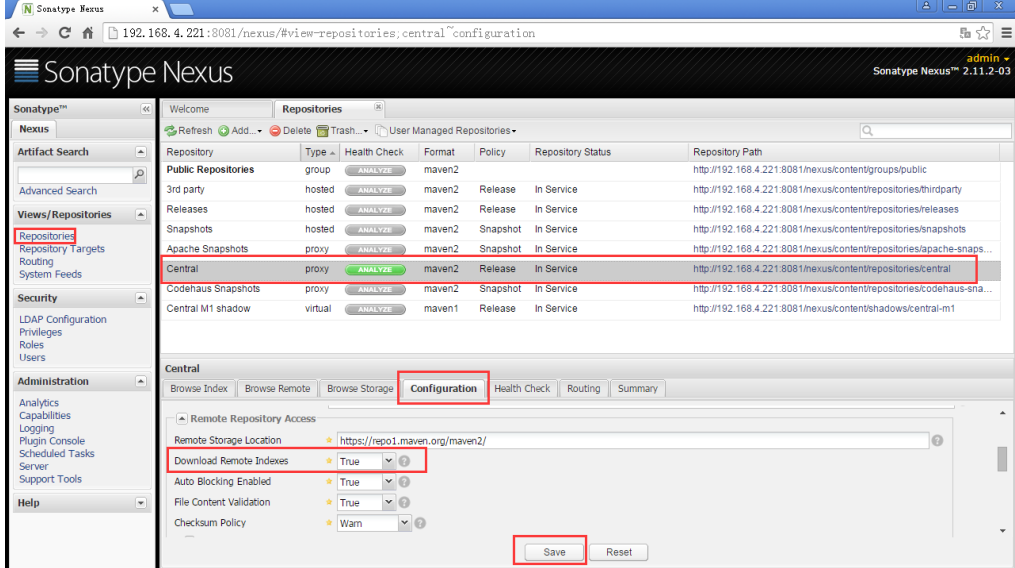 Sonatype Nexus
192.168.4.221:8081/nexus/#view-repositories;central~configuration
Sonatype Nexus
admin
Sonatype Nexus™ 2.11.2-03
Sonatype™
Nexus
Artifact Search
Advanced Search
Views/Repositories
Repositories
Repository Targets
Routing
System Feeds
Security
LDAP Configuration
Privileges
Roles
Users
Administration
Analytics
Capabilities
Logging
Plugin Console
Scheduled Tasks
Server
Support Tools
Help
Welcome Repositories
Refresh Add... Delete Trash... User Managed Repositories
Repository Type Health Check Format Policy Repository Status Repository Path
Public Repositories group ANALYZE maven2 http://192.168.4.221:8081/nexus/content/groups/public
3rd party hosted ANALYZE maven2 Release In Service http://192.168.4.221:8081/nexus/content/repositories/thirdparty
Releases hosted ANALYZE maven2 Release In Service http://192.168.4.221:8081/nexus/content/repositories/releases
Snapshots hosted ANALYZE maven2 Snapshot In Service http://192.168.4.221:8081/nexus/content/repositories/snapshots
Apache Snapshots proxy ANALYZE maven2 Snapshot In Service http://192.168.4.221:8081/nexus/content/repositories/apache-snaps...
Central proxy ANALYZE maven2 Release In Service http://192.168.4.221:8081/nexus/content/repositories/central
Codehaus Snapshots proxy ANALYZE maven2 Snapshot In Service http://192.168.4.221:8081/nexus/content/repositories/codehaus-sna...
Central M1 shadow virtual ANALYZE maven1 Release In Service http://192.168.4.221:8081/nexus/content/shadows/central-m1
Central
Browse Index Browse Remote Browse Storage Configuration Health Check Routing Summary
Remote Repository Access
Remote Storage Location https://repo1.maven.org/maven2/
Download Remote Indexes True
Auto Blocking Enabled True
File Content Validation True
Checksum Policy Warn
Save Reset